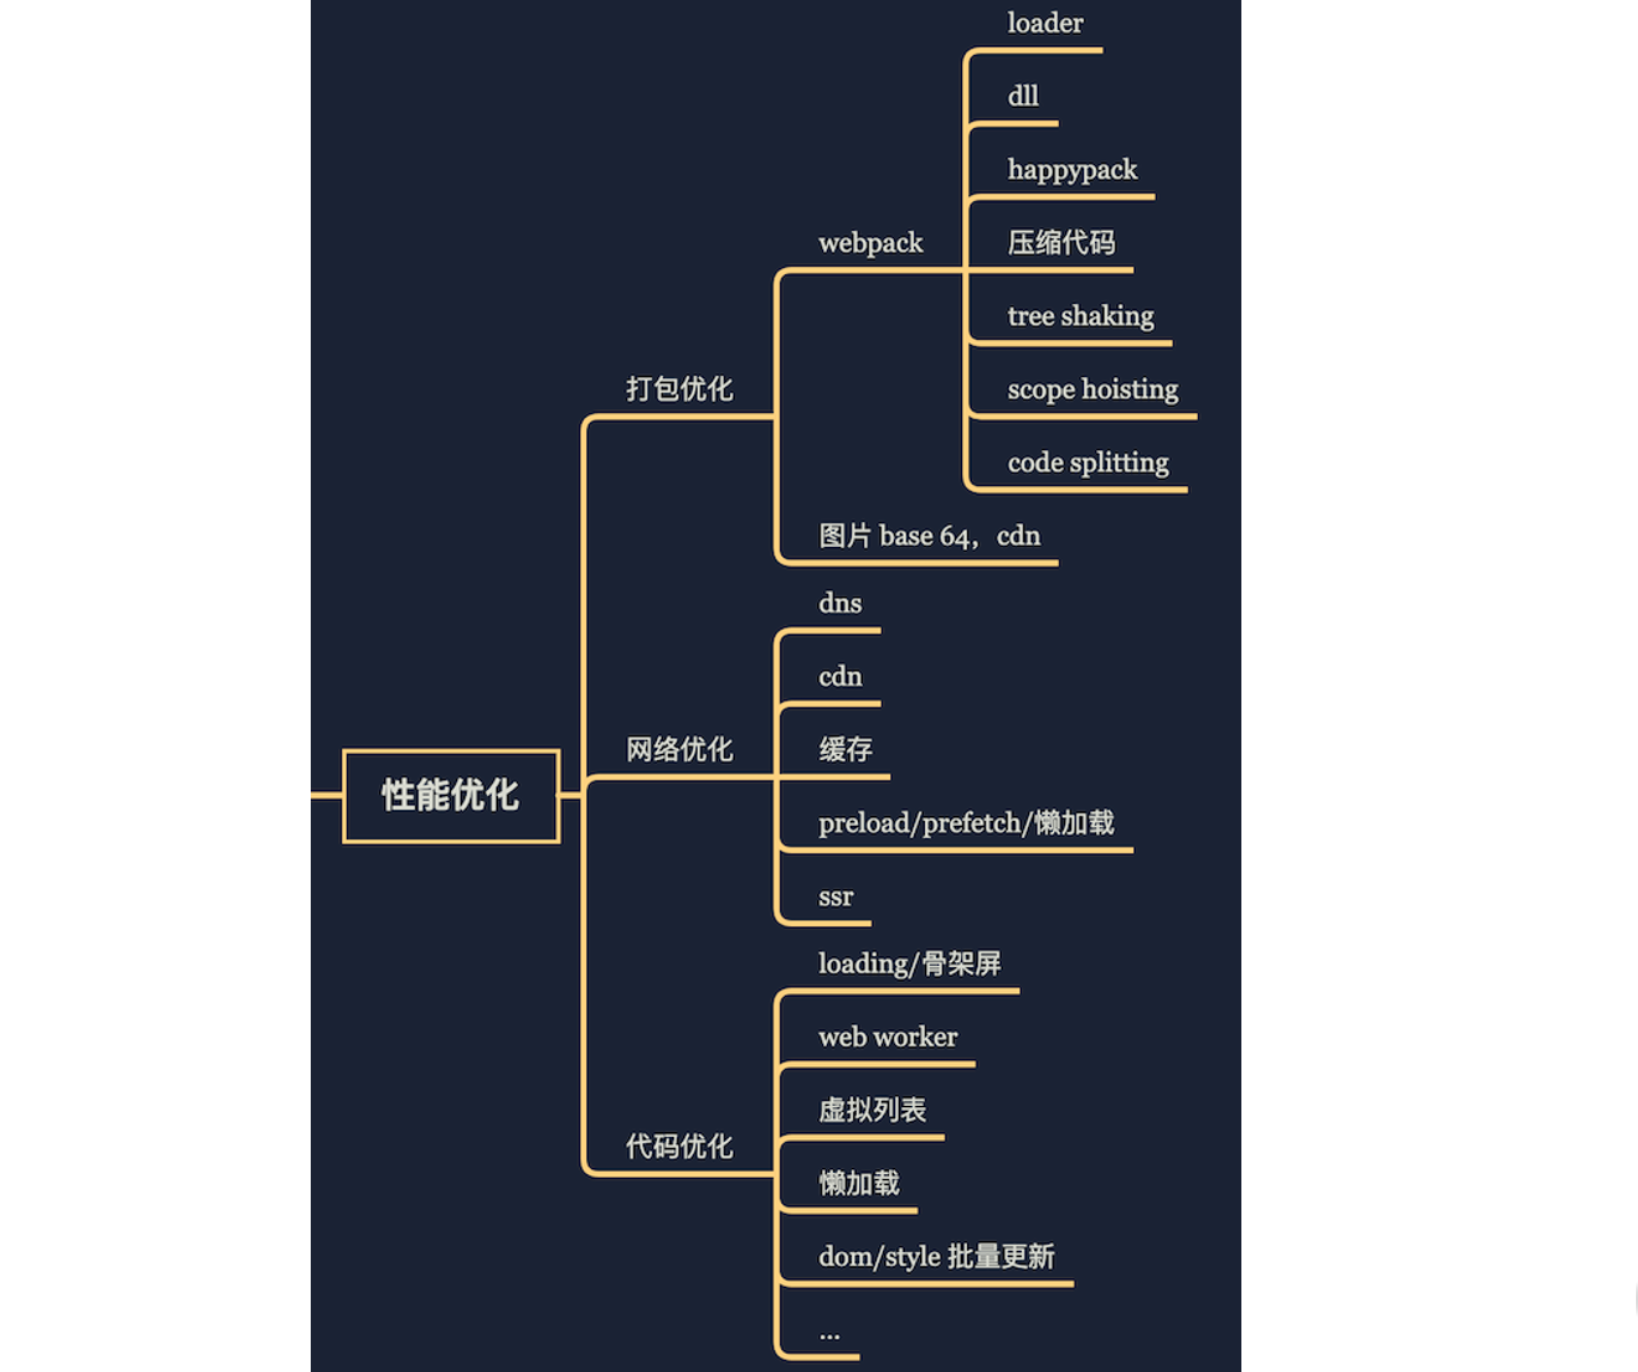 loader
dll
happypack
webpack
压缩代码
tree shaking
打包优化
scope hoisting
code splitting
图片 base 64，cdn
dns
cdn
网络优化
缓存
性能优化
preload/prefetch/懒加载
ssr
loading/骨架屏
web worker
虚拟列表
代码优化
懒加载
dom/style 批量更新
...